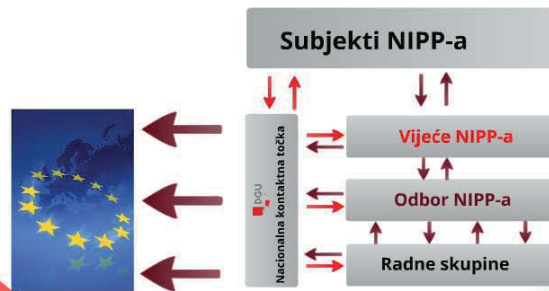 Subjekti NIPP-a
Nacionalna kontaktna točka
DGU
Vijeće NIPP-a
Odbor NIPP-a
Radne skupine